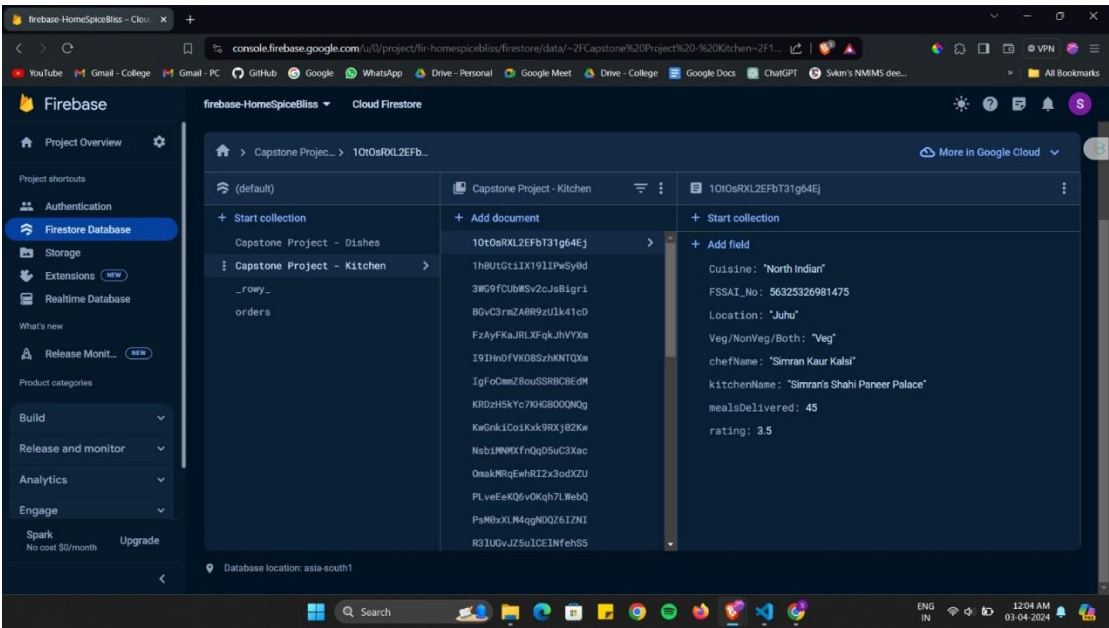 firebase-HomeSpiceBliss – Clou
console.firebase.google.com/u/0/project/fir-homespicebliss/firestore/data/~2FCapstone%20Project%20-%20Kitchen~2F1...
VPN
YouTube Gmail - College Gmail - PC GitHub Google WhatsApp Drive - Personal Google Meet Drive - College Google Docs ChatGPT Svkm's NMIMS dee... » All Bookmarks
Firebase
firebase-HomeSpiceBliss Cloud Firestore
S
Project Overview
Project shortcuts
Authentication
Firestore Database
Storage
Extensions NEW
Realtime Database
What's new
Release Monit... NEW
Product categories
Build
Release and monitor
Analytics
Engage
Spark
No cost $0/month
Upgrade
Capstone Projec... > 10tOsRXL2EFb...
More in Google Cloud
(default)
+ Start collection
Capstone Project - Dishes
Capstone Project - Kitchen
_rowy_
orders
Capstone Project - Kitchen
+ Add document
10tOsRXL2EFbT31g64Ej
1h0UtGtiIX19lIPwSy0d
3WG9fCUbWSv2cJsBigri
BGvC3rmZA0R9zUlk41cD
FzAyFKaJRLXFqkJhVYXm
I9IHnDfVKO8SzhKNTQXm
IgFoCmmZ8ouSSRBCBEdM
KRDzH5kYc7KHGBOOQNQg
KwGnkiCoiKxk9RXj02Kw
NsbiMNMXfnQqD5uC3Xac
OmakMRqEwhRI2x3odXZU
PLveEeKQ6vOKqh7LWebQ
PsM0xXLM4qgNDQZ6IZNI
R3lUGvJZ5ulCElNfehS5
10tOsRXL2EFbT31g64Ej
+ Start collection
+ Add field
Cuisine: "North Indian"
FSSAI_No: 56325326981475
Location: "Juhu"
Veg/NonVeg/Both: "Veg"
chefName: "Simran Kaur Kalsi"
kitchenName: "Simran's Shahi Paneer Palace"
mealsDelivered: 45
rating: 3.5
Database location: asia-south1
Search
ENG
IN
12:04 AM
03-04-2024